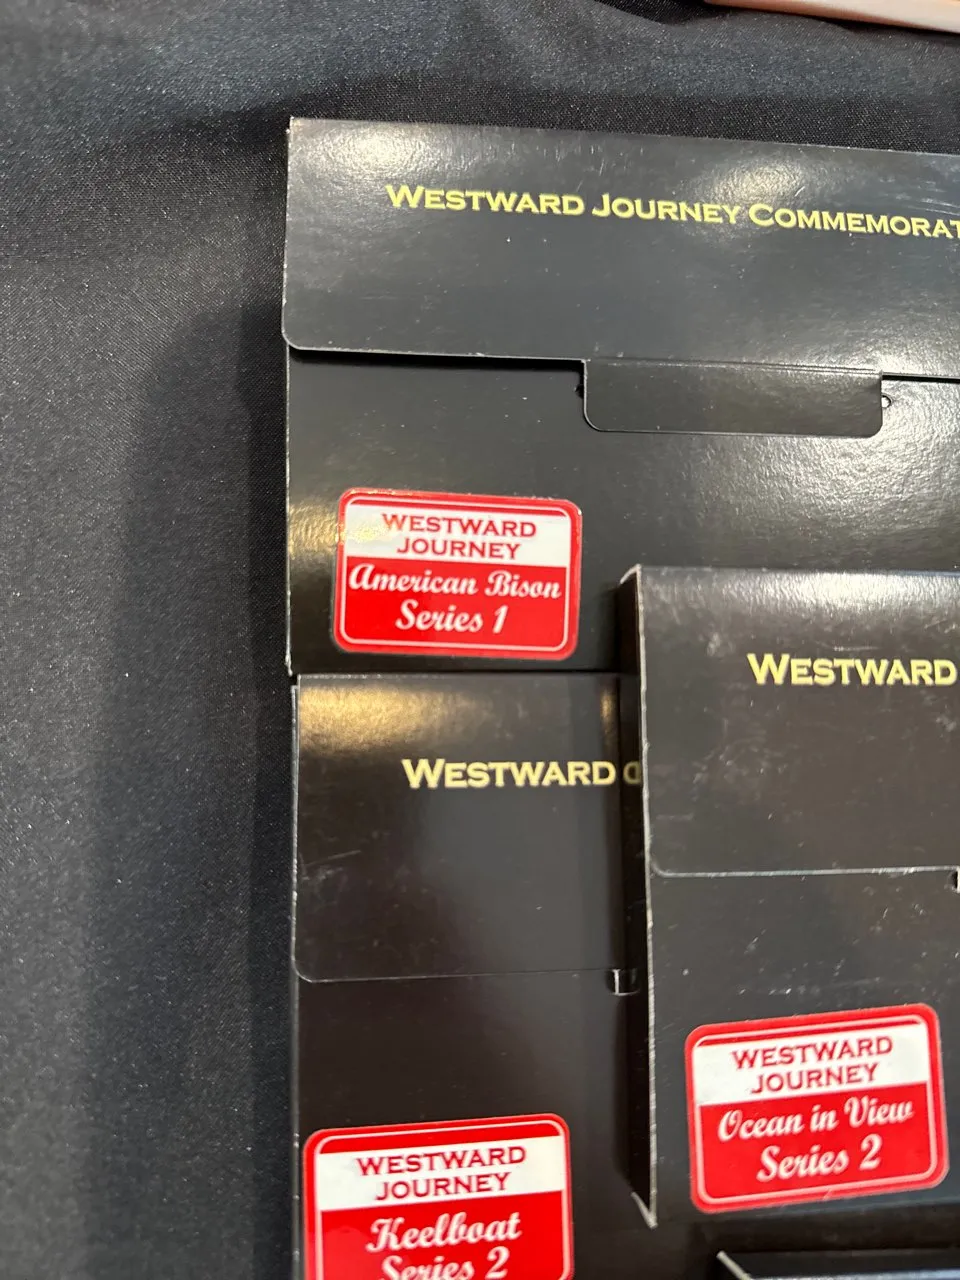 WESTWARD JOURNEY COMMEMORAT
WESTWARD
JOURNEY
American Bison
Series 1
WESTWARD
WESTWARD
WESTWARD
JOURNEY
Ocean in View
Series 2
WESTWARD
JOURNEY
Keelboat
Series 2